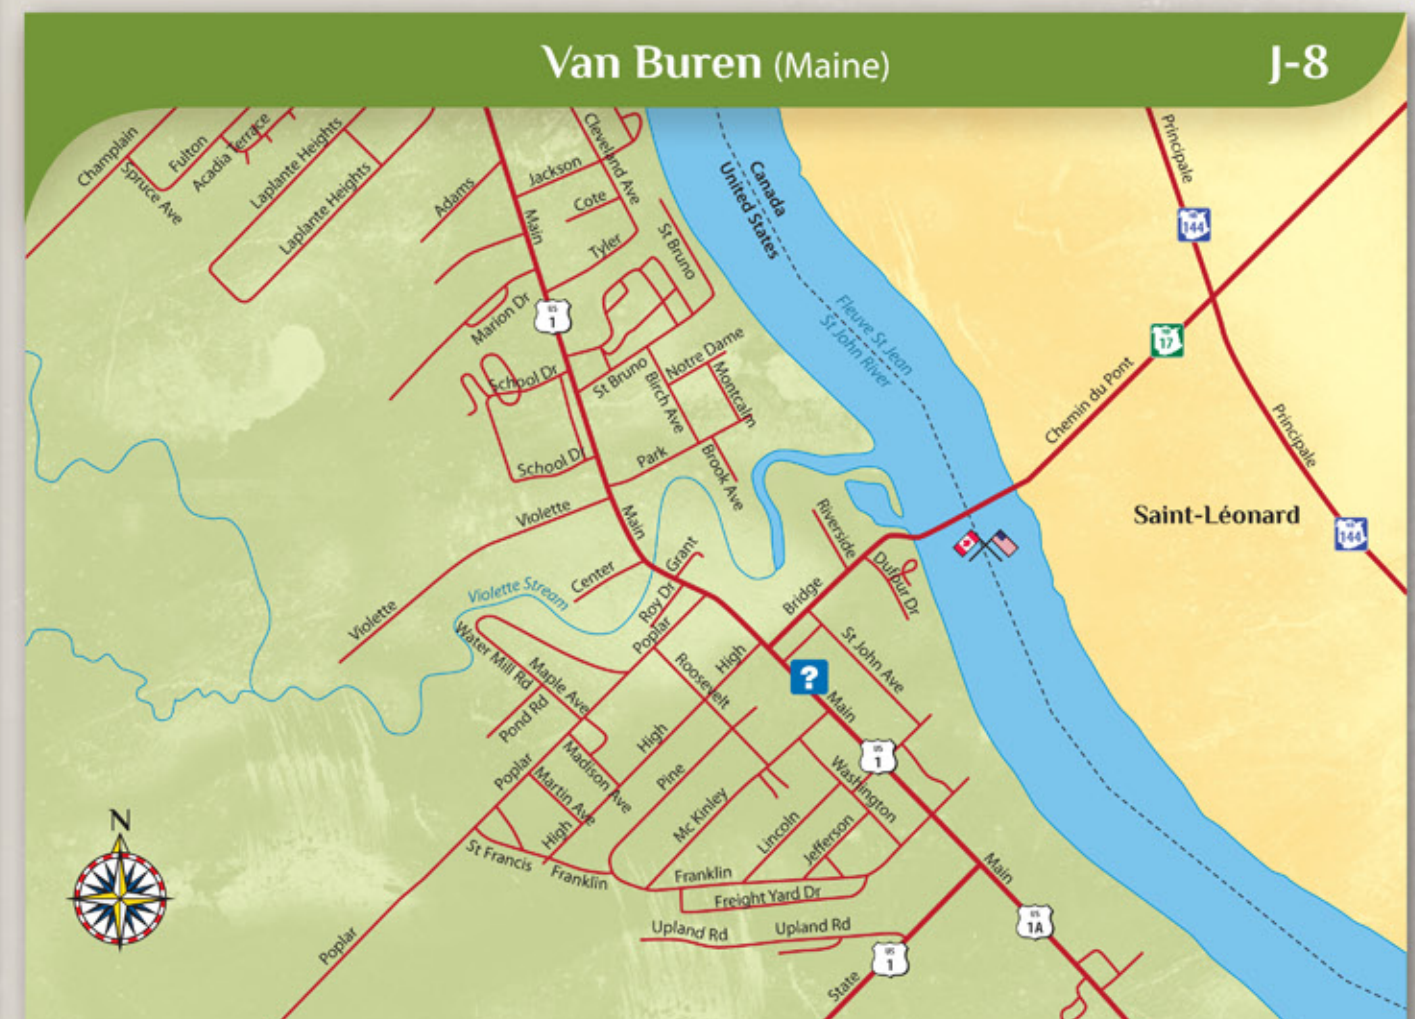 Van Buren (Maine)
J-8
Champlain
Spruce Ave
Fulton
Acadia Terrace
Laplante Heights
Laplante Heights
Adams
Jackson
Cleveland Ave
Cote
Main
Tyler
St Bruno
Canada
United States
Principale
144
Marion Dr
US
1
Fleuve St Jean
St John River
17
School Dr
St Bruno
Notre Dame
Birch Ave
Montcalm
Chemin du Pont
Principale
School Dr
Park
Brook Ave
Violette
Main
Riverside
Saint-Léonard
144
Center
Grant
Roy Dr
Bridge
Dufour Dr
Violette Stream
Violette
Poplar
Water Mill Rd
Maple Ave
Roosevelt
High
St John Ave
?
Main
Pond Rd
High
US
1
Poplar
Madison Ave
Pine
Martin Ave
Mc Kinley
Washington
High
Lincoln
Jefferson
N
St Francis
Franklin
Franklin
Main
Freight Yard Dr
US
1A
Poplar
Upland Rd
Upland Rd
US
1
State